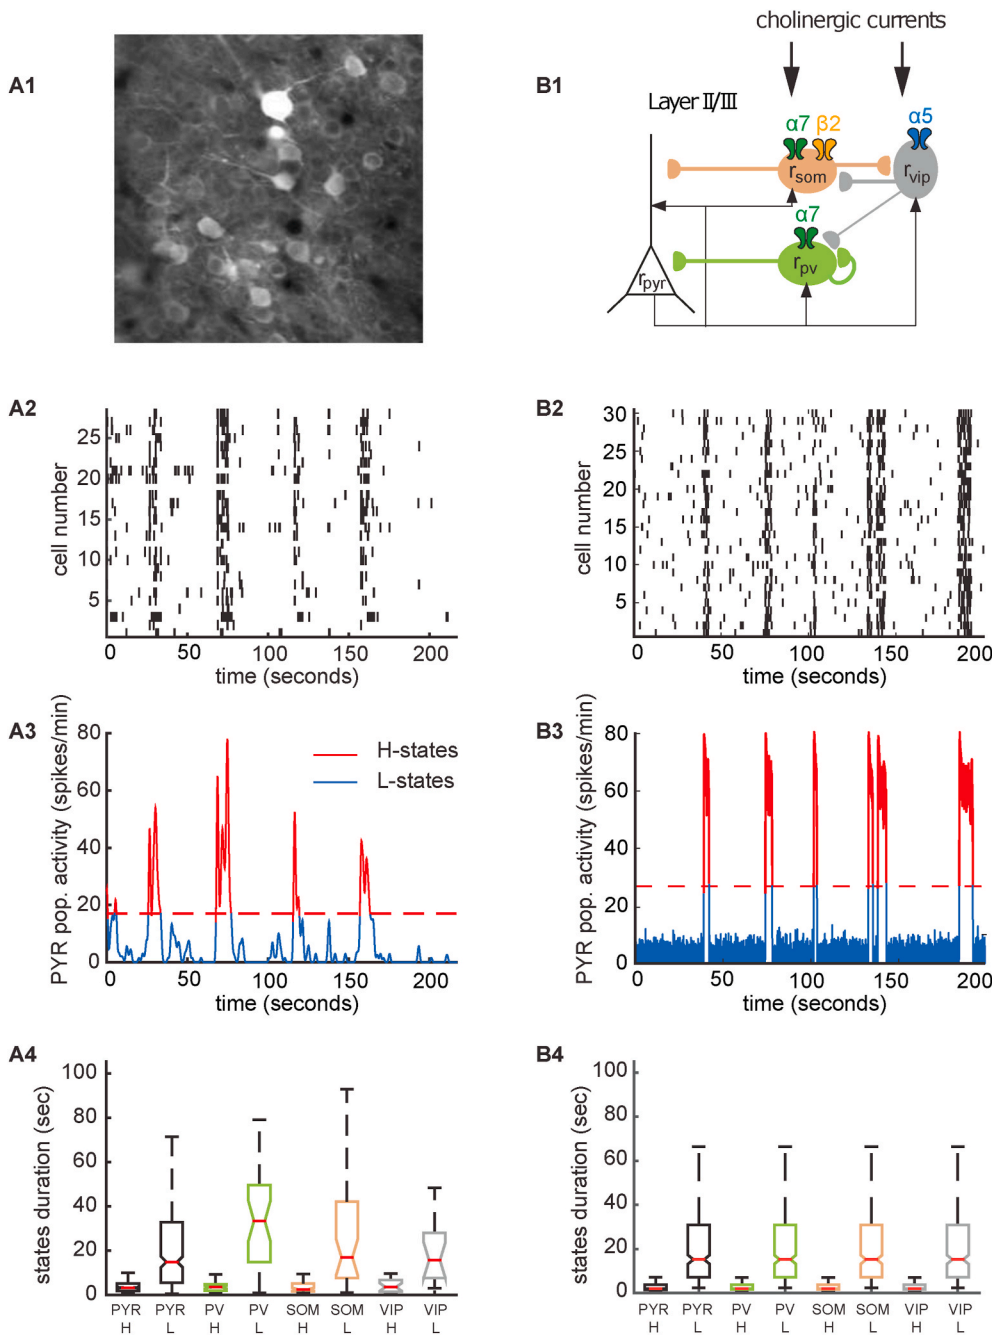 A1
B1
cholinergic currents
Layer II/III
α7 β2
α5
r_som
r_vip
α7
r_pv
r_pyr
A2
cell number
25
20
15
10
5
0 50 100 150 200
time (seconds)
B2
cell number
30
25
20
15
10
5
0 50 100 150 200
time (seconds)
A3
PYR pop. activity (spikes/min)
80
60
40
20
0
H-states
L-states
0 50 100 150 200
time (seconds)
B3
PYR pop. activity (spikes/min)
80
60
40
20
0
0 50 100 150 200
time (seconds)
A4
states duration (sec)
100
80
60
40
20
0
PYR PYR PV PV SOM SOM VIP VIP
H L H L H L H L
B4
states duration (sec)
100
80
60
40
20
0
PYR PYR PV PV SOM SOM VIP VIP
H L H L H L H L